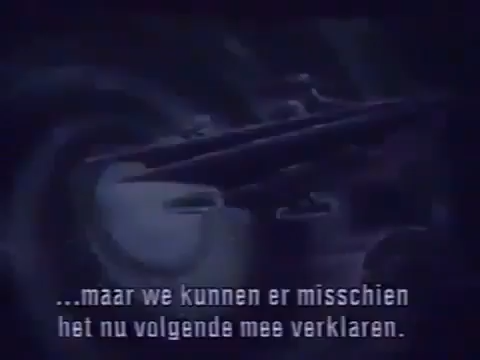 ...maar we kunnen er misschien
het nu volgende mee verklaren.